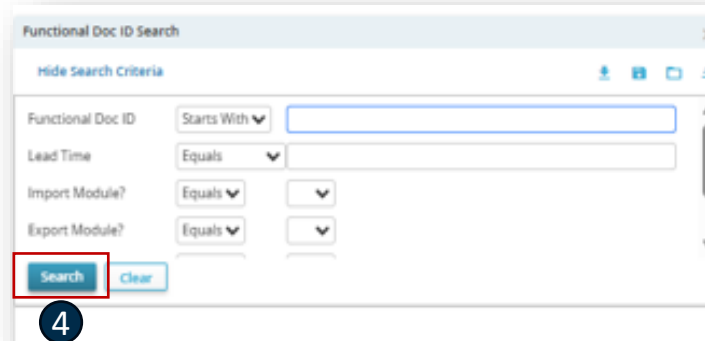 Functional Doc ID Search
Hide Search Criteria
Functional Doc ID Starts With
Lead Time Equals
Import Module? Equals
Export Module? Equals
Search Clear
4